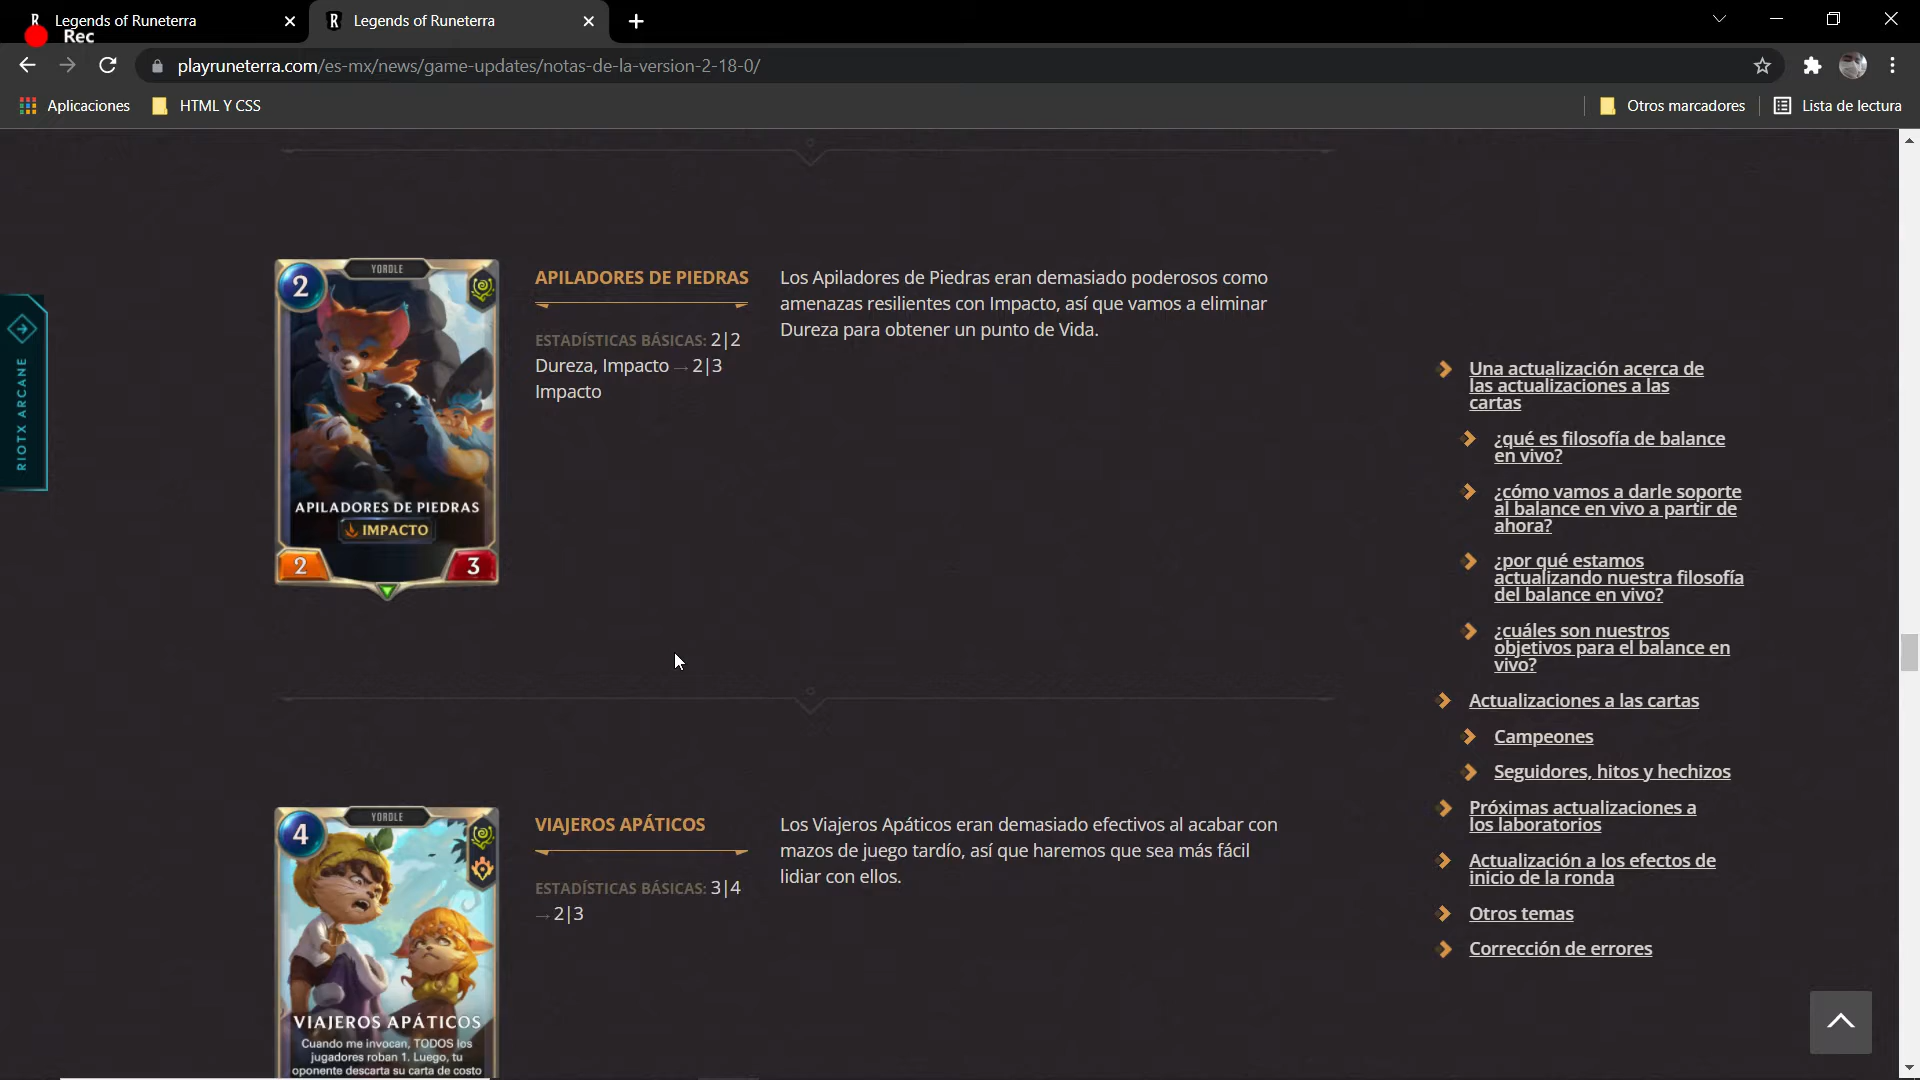 Legends of Runeterra
Legends of Runeterra
Rec
playruneterra.com/es-mx/news/game-updates/notas-de-la-version-2-18-0/
Aplicaciones
HTML Y CSS
Otros marcadores
Lista de lectura
RIOTX ARCANE
2
YORDLE
APILADORES DE PIEDRAS
IMPACTO
2
3
APILADORES DE PIEDRAS
ESTADÍSTICAS BÁSICAS: 2|2
Dureza, Impacto → 2|3
Impacto
Los Apiladores de Piedras eran demasiado poderosos como
amenazas resilientes con Impacto, así que vamos a eliminar
Dureza para obtener un punto de Vida.
4
YORDLE
VIAJEROS APÁTICOS
Cuando me invocan, TODOS los
jugadores roban 1. Luego, tu
oponente descarta su carta de costo
VIAJEROS APÁTICOS
ESTADÍSTICAS BÁSICAS: 3|4
→ 2|3
Los Viajeros Apáticos eran demasiado efectivos al acabar con
mazos de juego tardío, así que haremos que sea más fácil
lidiar con ellos.
Una actualización acerca de
las actualizaciones a las
cartas
¿qué es filosofía de balance
en vivo?
¿cómo vamos a darle soporte
al balance en vivo a partir de
ahora?
¿por qué estamos
actualizando nuestra filosofía
del balance en vivo?
¿cuáles son nuestros
objetivos para el balance en
vivo?
Actualizaciones a las cartas
Campeones
Seguidores, hitos y hechizos
Próximas actualizaciones a
los laboratorios
Actualización a los efectos de
inicio de la ronda
Otros temas
Corrección de errores